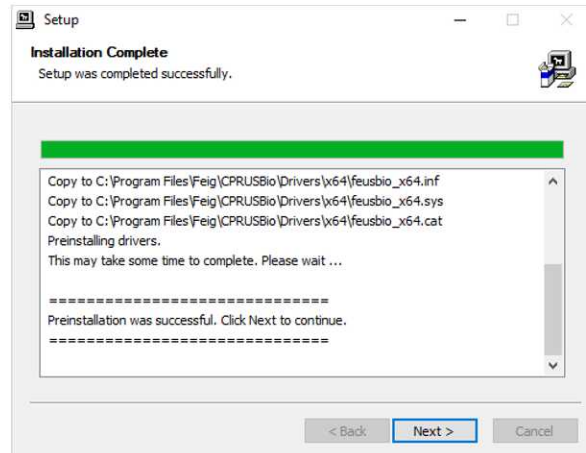 Setup
Installation Complete
Setup was completed successfully.
Copy to C:\Program Files\Feig\CPRUSBio\Drivers\x64\feusbio_x64.inf
Copy to C:\Program Files\Feig\CPRUSBio\Drivers\x64\feusbio_x64.sys
Copy to C:\Program Files\Feig\CPRUSBio\Drivers\x64\feusbio_x64.cat
Preinstalling drivers.
This may take some time to complete. Please wait ...
==============================
Preinstallation was successful. Click Next to continue.
==============================
< Back Next > Cancel